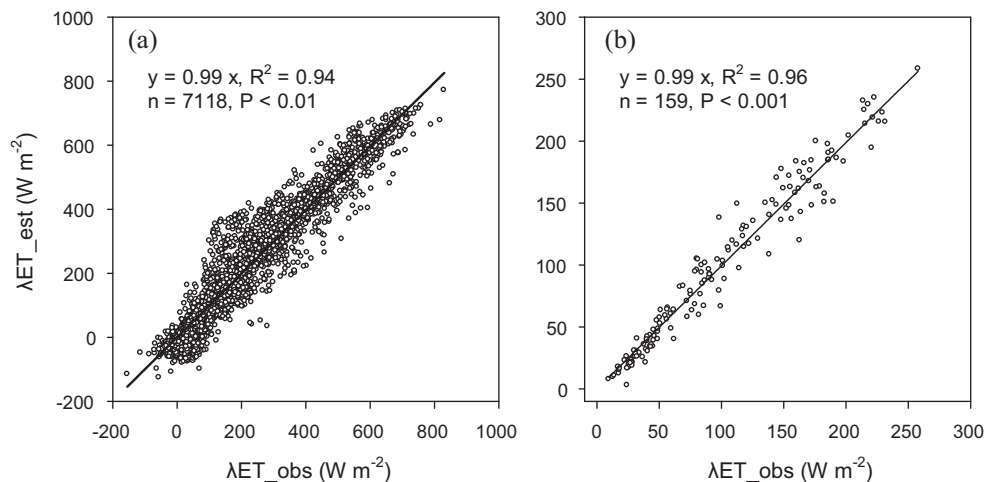 (a)
y = 0.99 x, R² = 0.94
n = 7118, P < 0.01
1000
800
600
400
200
0
-200
-200 0 200 400 600 800 1000
λET_est (W m⁻²)
λET_obs (W m⁻²)
(b)
y = 0.99 x, R² = 0.96
n = 159, P < 0.001
300
250
200
150
100
50
0
0 50 100 150 200 250 300
λET_obs (W m⁻²)